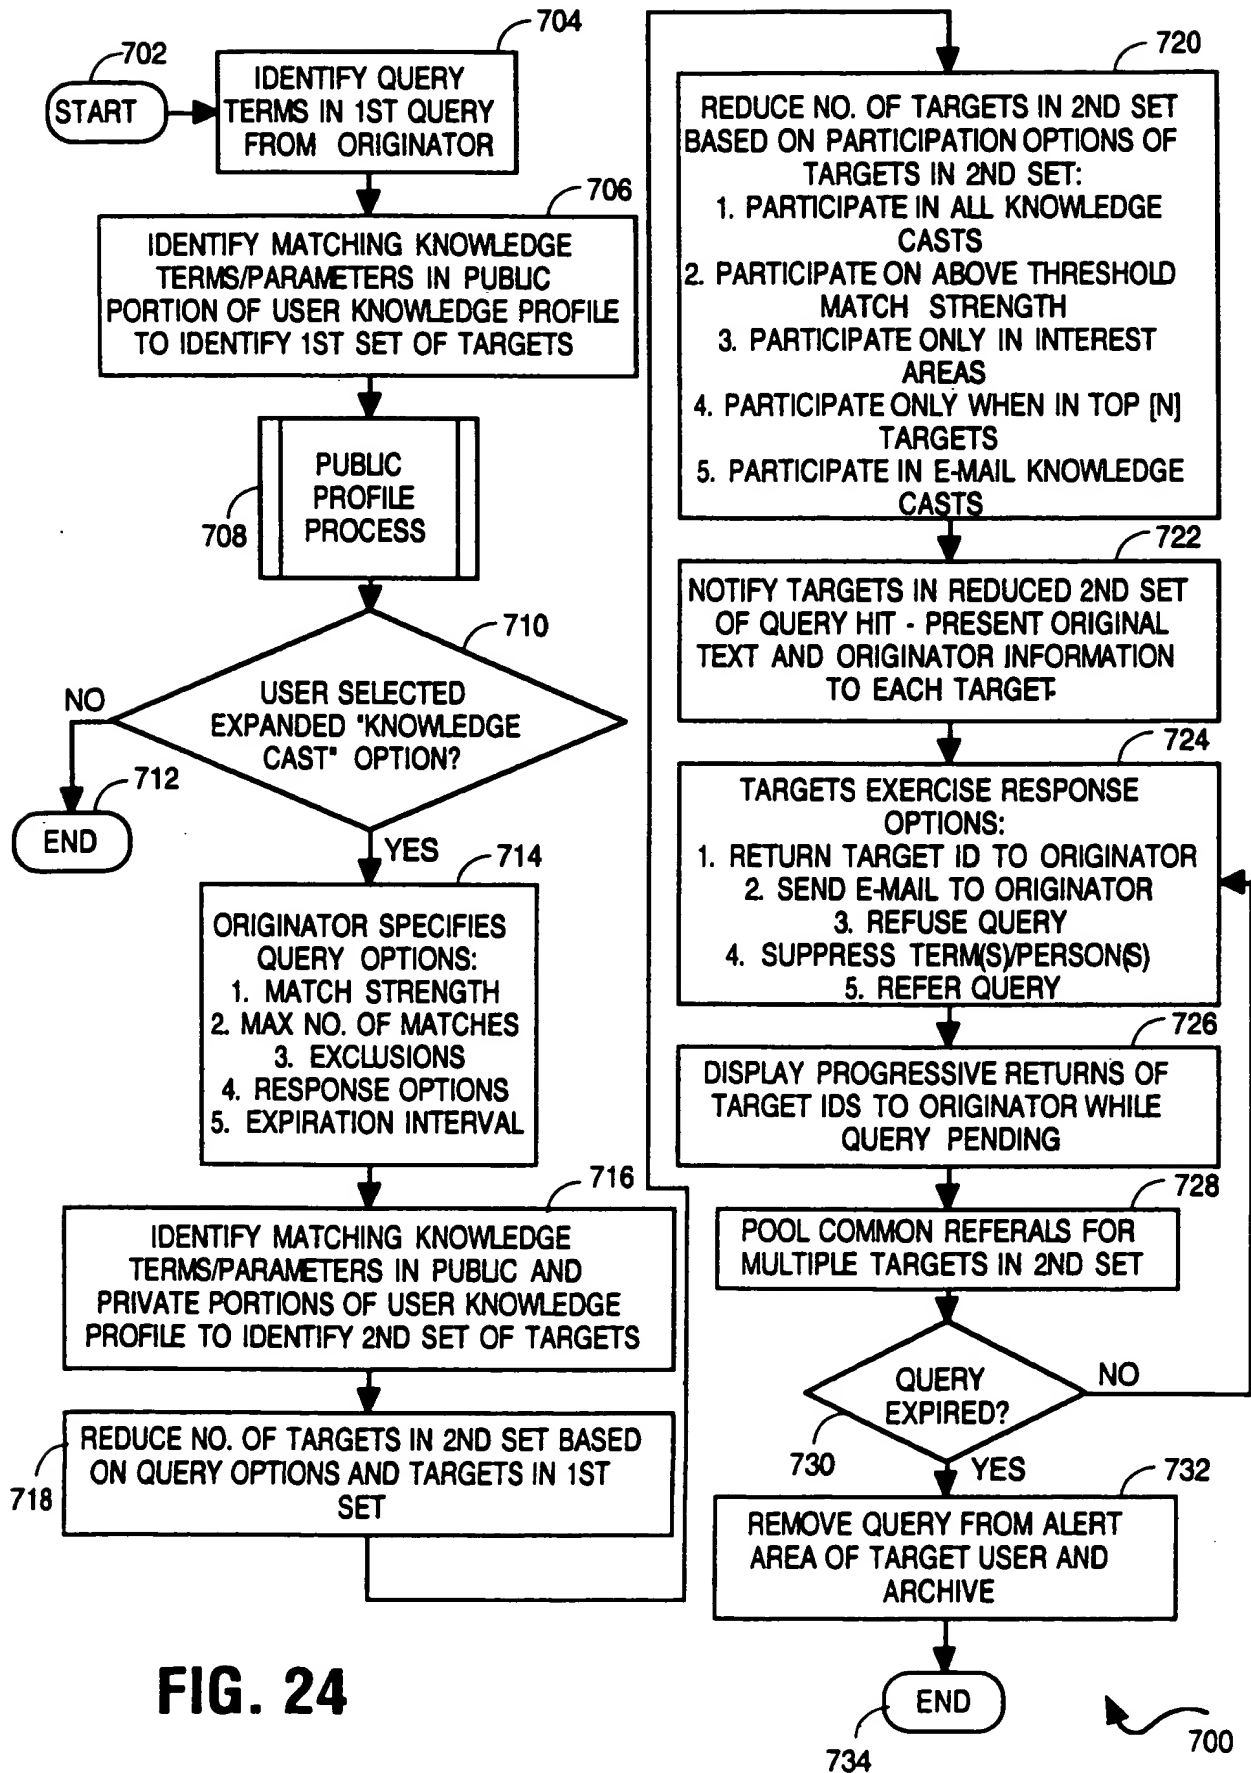 702
START
704
IDENTIFY QUERY
TERMS IN 1ST QUERY
FROM ORIGINATOR
706
IDENTIFY MATCHING KNOWLEDGE
TERMS/PARAMETERS IN PUBLIC
PORTION OF USER KNOWLEDGE PROFILE
TO IDENTIFY 1ST SET OF TARGETS
PUBLIC
PROFILE
PROCESS
708
710
USER SELECTED
EXPANDED "KNOWLEDGE
CAST" OPTION?
NO
712
END
YES
714
ORIGINATOR SPECIFIES
QUERY OPTIONS:
1. MATCH STRENGTH
2. MAX NO. OF MATCHES
3. EXCLUSIONS
4. RESPONSE OPTIONS
5. EXPIRATION INTERVAL
716
IDENTIFY MATCHING KNOWLEDGE
TERMS/PARAMETERS IN PUBLIC AND
PRIVATE PORTIONS OF USER KNOWLEDGE
PROFILE TO IDENTIFY 2ND SET OF TARGETS
REDUCE NO. OF TARGETS IN 2ND SET BASED
ON QUERY OPTIONS AND TARGETS IN 1ST
SET
718
720
REDUCE NO. OF TARGETS IN 2ND SET
BASED ON PARTICIPATION OPTIONS OF
TARGETS IN 2ND SET:
1. PARTICIPATE IN ALL KNOWLEDGE
CASTS
2. PARTICIPATE ON ABOVE THRESHOLD
MATCH STRENGTH
3. PARTICIPATE ONLY IN INTEREST
AREAS
4. PARTICIPATE ONLY WHEN IN TOP [N]
TARGETS
5. PARTICIPATE IN E-MAIL KNOWLEDGE
CASTS
722
NOTIFY TARGETS IN REDUCED 2ND SET
OF QUERY HIT - PRESENT ORIGINAL
TEXT AND ORIGINATOR INFORMATION
TO EACH TARGET.
724
TARGETS EXERCISE RESPONSE
OPTIONS:
1. RETURN TARGET ID TO ORIGINATOR
2. SEND E-MAIL TO ORIGINATOR
3. REFUSE QUERY
4. SUPPRESS TERM(S)/PERSON(S)
5. REFER QUERY
726
DISPLAY PROGRESSIVE RETURNS OF
TARGET IDS TO ORIGINATOR WHILE
QUERY PENDING
728
POOL COMMON REFERALS FOR
MULTIPLE TARGETS IN 2ND SET
QUERY
EXPIRED?
NO
730
YES
732
REMOVE QUERY FROM ALERT
AREA OF TARGET USER AND
ARCHIVE
END
734
700
FIG. 24